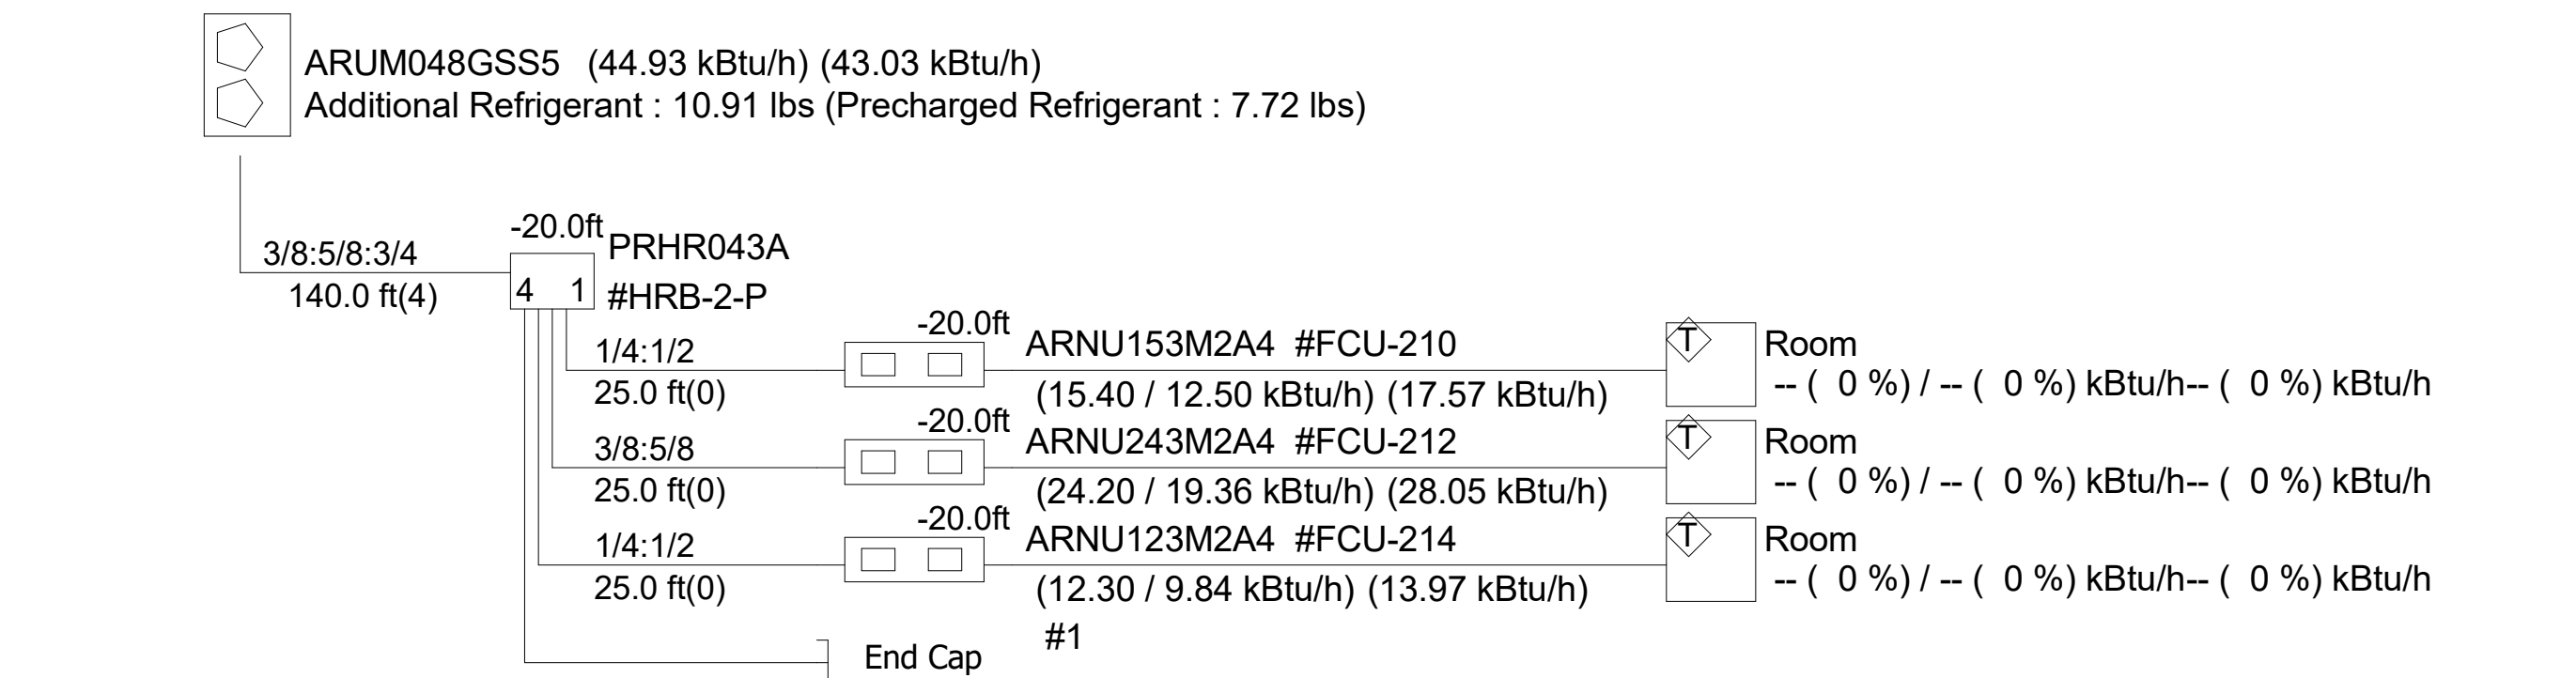 ARUM048GSS5 (44.93 kBtu/h) (43.03 kBtu/h)
Additional Refrigerant : 10.91 lbs (Precharged Refrigerant : 7.72 lbs)
-20.0ft
PRHR043A
3/8:5/8:3/4
140.0 ft(4)
4 1
#HRB-2-P
-20.0ft
1/4:1/2
25.0 ft(0)
ARNU153M2A4 #FCU-210
(15.40 / 12.50 kBtu/h) (17.57 kBtu/h)
T
Room
-- ( 0 %) / -- ( 0 %) kBtu/h-- ( 0 %) kBtu/h
-20.0ft
3/8:5/8
25.0 ft(0)
ARNU243M2A4 #FCU-212
(24.20 / 19.36 kBtu/h) (28.05 kBtu/h)
T
Room
-- ( 0 %) / -- ( 0 %) kBtu/h-- ( 0 %) kBtu/h
-20.0ft
1/4:1/2
25.0 ft(0)
ARNU123M2A4 #FCU-214
(12.30 / 9.84 kBtu/h) (13.97 kBtu/h)
T
Room
-- ( 0 %) / -- ( 0 %) kBtu/h-- ( 0 %) kBtu/h
#1
End Cap